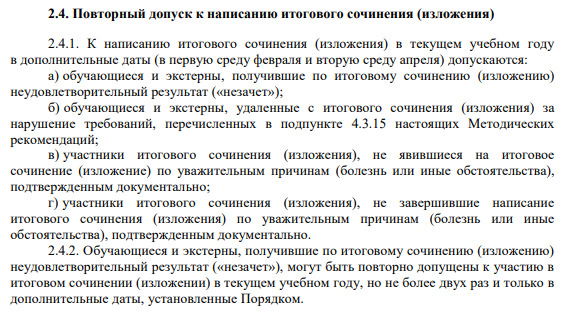 2.4. Повторный допуск к написанию итогового сочинения (изложения)
2.4.1. К написанию итогового сочинения (изложения) в текущем учебном году
в дополнительные даты (в первую среду февраля и вторую среду апреля) допускаются:
а) обучающиеся и экстерны, получившие по итоговому сочинению (изложению)
неудовлетворительный результат («незачет»);
б) обучающиеся и экстерны, удаленные с итогового сочинения (изложения) за
нарушение требований, перечисленных в подпункте 4.3.15 настоящих Методических
рекомендаций;
в) участники итогового сочинения (изложения), не явившиеся на итоговое
сочинение (изложение) по уважительным причинам (болезнь или иные обстоятельства),
подтвержденным документально;
г) участники итогового сочинения (изложения), не завершившие написание
итогового сочинения (изложения) по уважительным причинам (болезнь или иные
обстоятельства), подтвержденным документально.
2.4.2. Обучающиеся и экстерны, получившие по итоговому сочинению (изложению)
неудовлетворительный результат («незачет»), могут быть повторно допущены к участию в
итоговом сочинении (изложении) в текущем учебном году, но не более двух раз и только в
дополнительные даты, установленные Порядком.